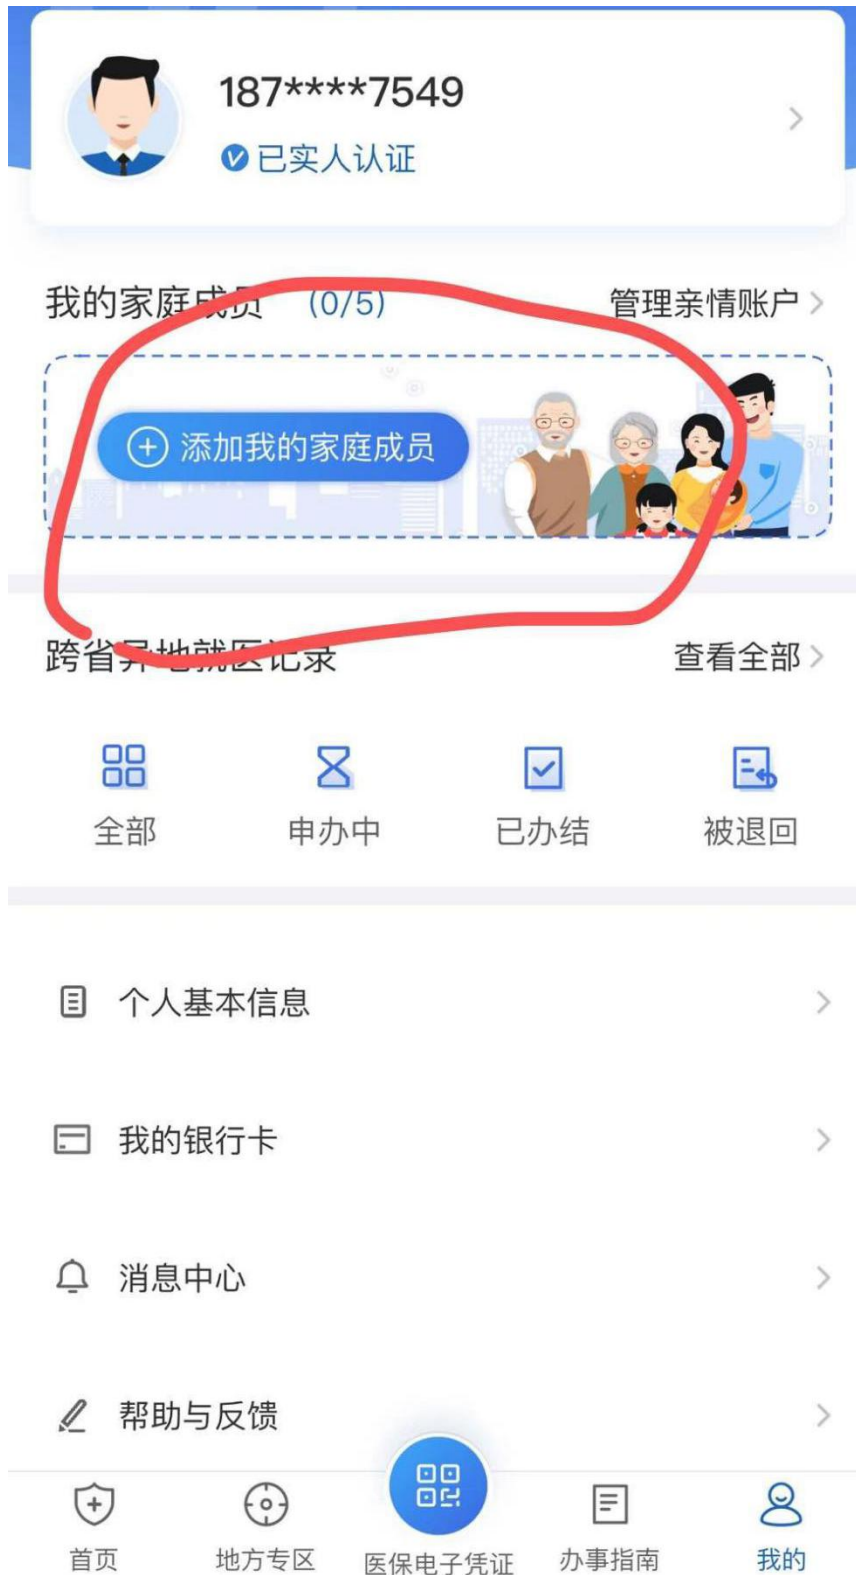 187****7549
已实人认证
我的家庭成员 (0/5) 管理亲情账户
添加我的家庭成员
跨省异地就医记录 查看全部
全部 申办中 已办结 被退回
个人基本信息
我的银行卡
消息中心
帮助与反馈
首页 地方专区 医保电子凭证 办事指南 我的